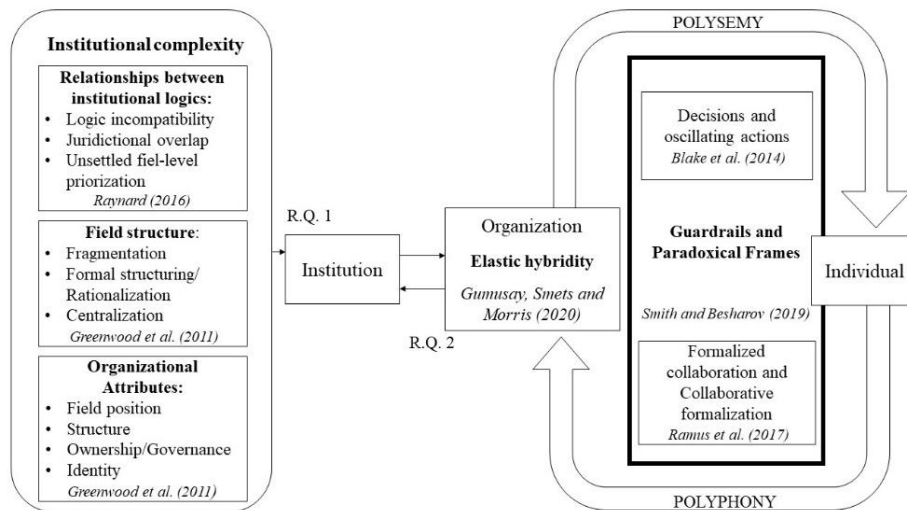 Institutional complexity
Relationships between
institutional logics:
• Logic incompatibility
• Juridictional overlap
• Unsettled fiel-level
priorization
Raynard (2016)
Field structure:
• Fragmentation
• Formal structuring/
Rationalization
• Centralization
Greenwood et al. (2011)
Organizational
Attributes:
• Field position
• Structure
• Ownership/Governance
• Identity
Greenwood et al. (2011)
R.Q. 1
Institution
R.Q. 2
Organization
Elastic hybridity
Gumusay, Smets and
Morris (2020)
POLYSEMY
Decisions and
oscillating actions
Blake et al. (2014)
Guardrails and
Paradoxical Frames
Smith and Besharov (2019)
Formalized
collaboration and
Collaborative
formalization
Ramus et al. (2017)
Individual
POLYPHONY